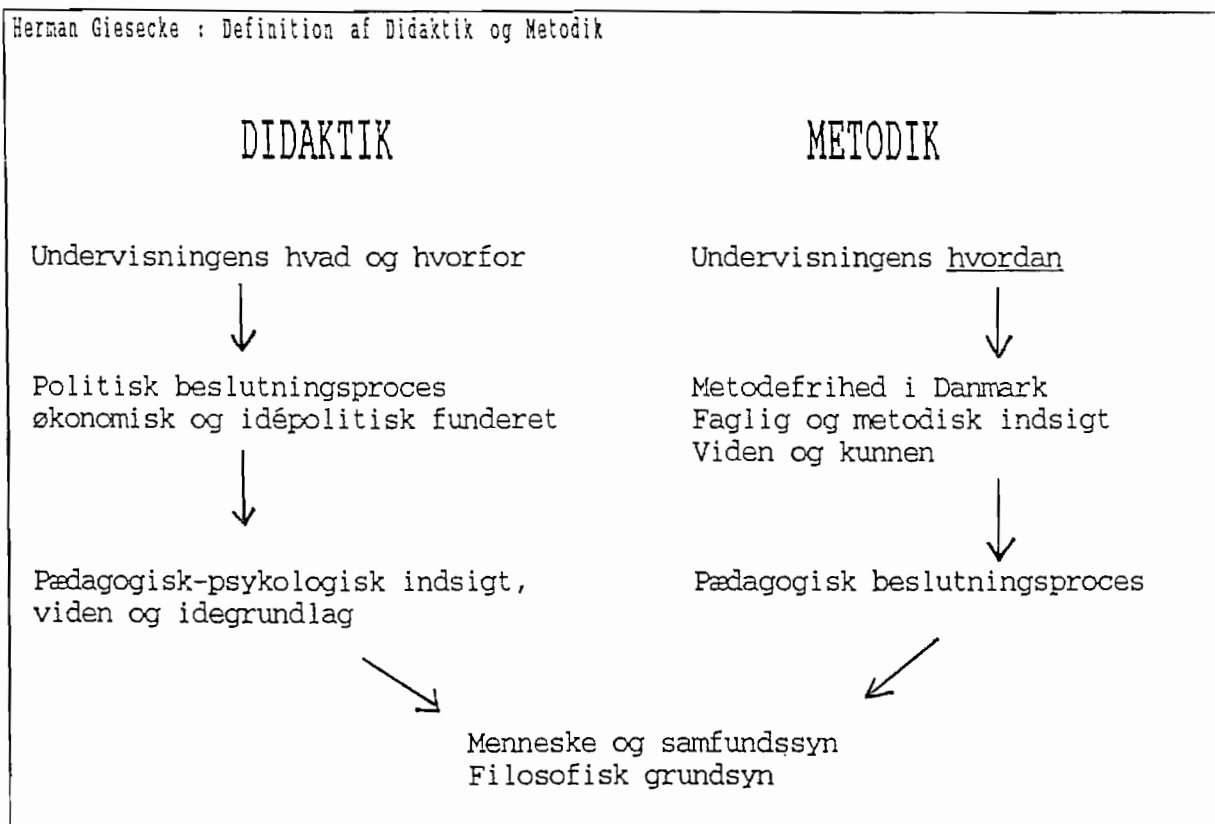 Herman Giesecke : Definition af Didaktik og Metodik
DIDAKTIK
Undervisningens hvad og hvorfor
Politisk beslutningsproces
økonomisk og idépolitisk funderet
Pædagogisk-psykologisk indsigt,
viden og idegrundlag
METODIK
Undervisningens hvordan
Metodefrihed i Danmark
Faglig og metodisk indsigt
Viden og kunnen
Pædagogisk beslutningsproces
Menneske og samfundssyn
Filosofisk grundsyn